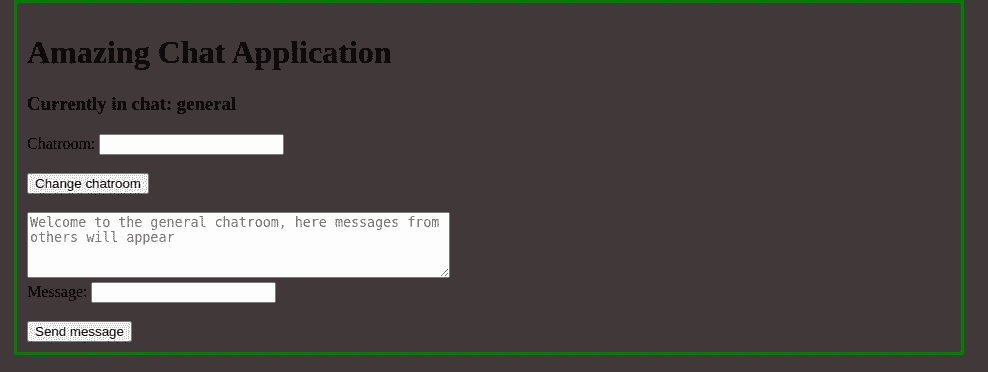 Amazing Chat Application
Currently in chat: general
Chatroom:
Change chatroom
Welcome to the general chatroom, here messages from
others will appear
Message:
Send message